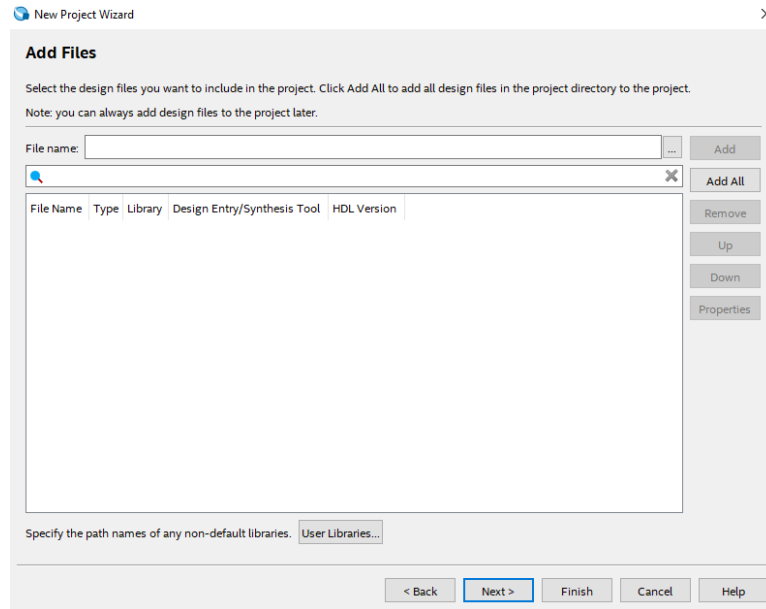 New Project Wizard
Add Files
Select the design files you want to include in the project. Click Add All to add all design files in the project directory to the project.
Note: you can always add design files to the project later.
File name: ... Add
Add All
File Name Type Library Design Entry/Synthesis Tool HDL Version
Remove
Up
Down
Properties
Specify the path names of any non-default libraries. User Libraries...
< Back Next > Finish Cancel Help